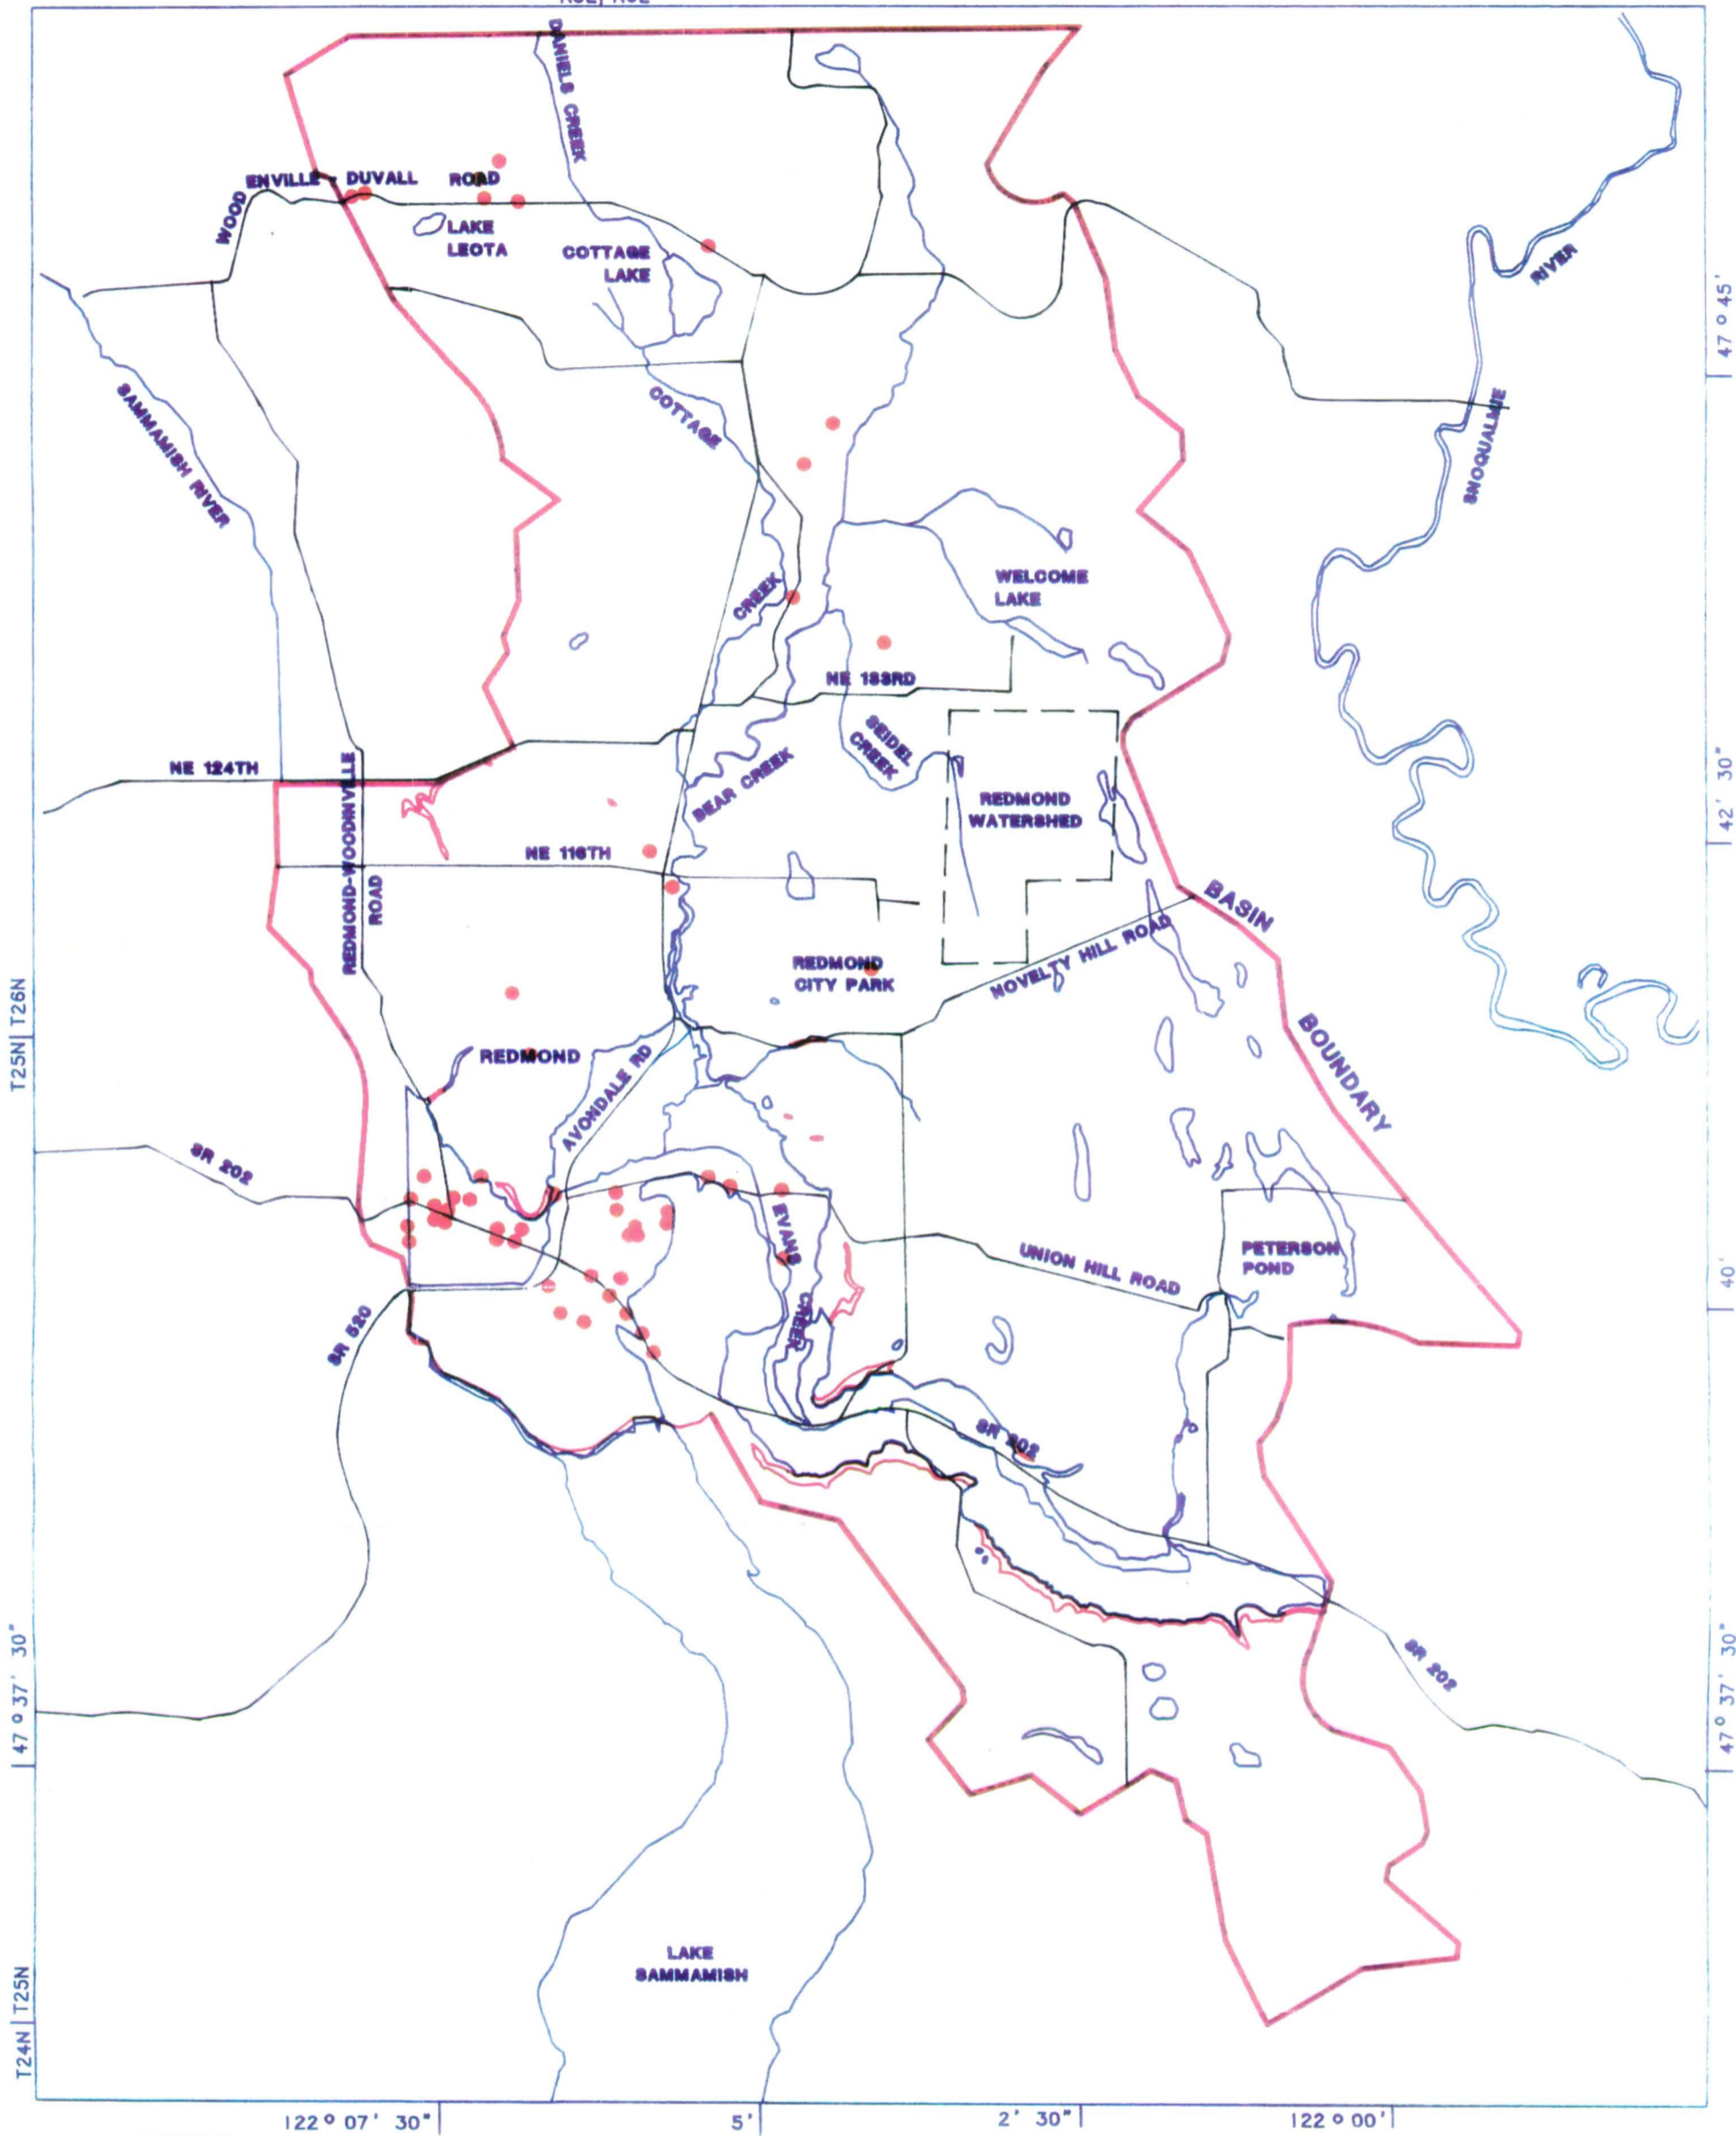 DANIELS CREEK
WOOD
ENVILLE - DUVALL ROAD
LAKE
LEOTA
COTTAGE
LAKE
RIVER
47° 45'
SAMMAMISH RIVER
COTTAGE
SNOQUALMIE
CREEK
WELCOME
LAKE
NE 133RD
SEIDEL
CREEK
NE 124TH
REDMOND-WOODINVILLE
ROAD
BEAR CREEK
REDMOND
WATERSHED
42' 30"
NE 116TH
BASIN
REDMOND
CITY PARK
NOVELTY HILL ROAD
T25N T26N
BOUNDARY
REDMOND
AVONDALE RD
SR 202
EVANS
CREEK
UNION HILL ROAD
PETERSON
POND
40'
SR 520
SR 202
47° 37' 30"
SR 202
47° 37' 30"
LAKE
SAMMAMISH
T24N T25N
122° 07' 30"
5'
2' 30"
122° 00'